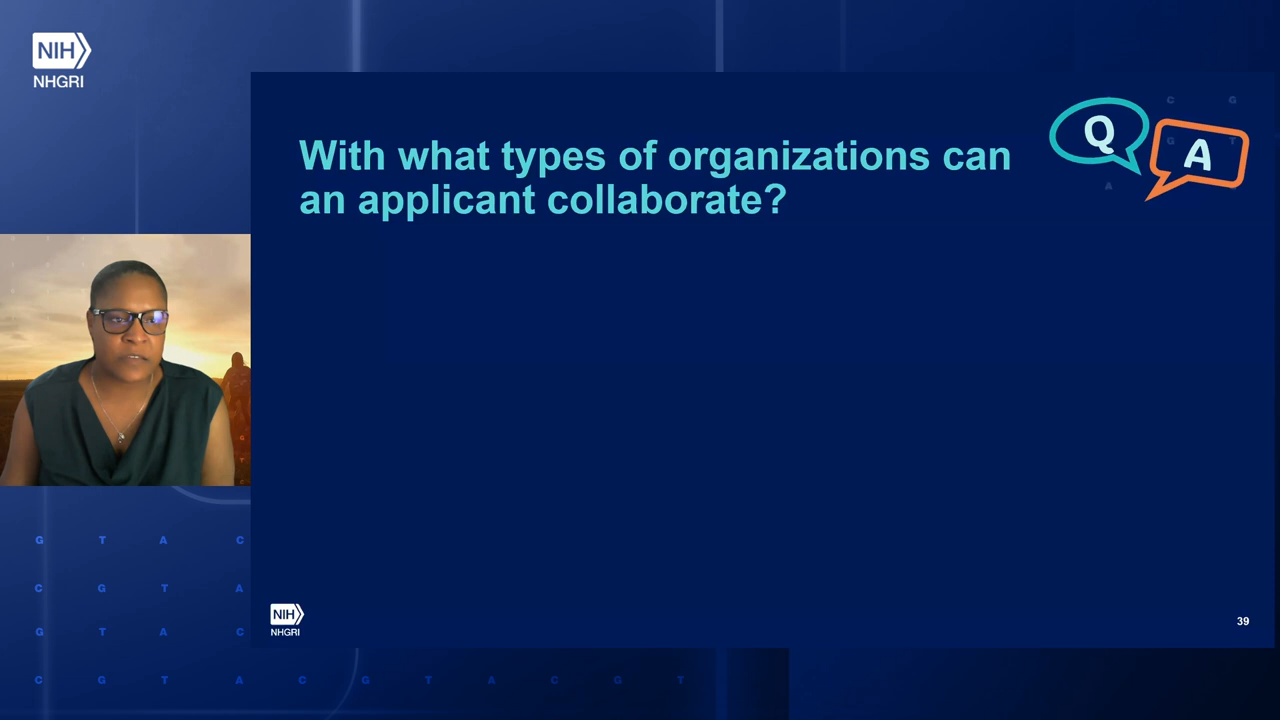 NIH
NHGRI
With what types of organizations can
an applicant collaborate?
Q
A
C G
G T
A
G T A C
C G T A
G T A C
C G T A C G T A C G T
NIH
NHGRI
39